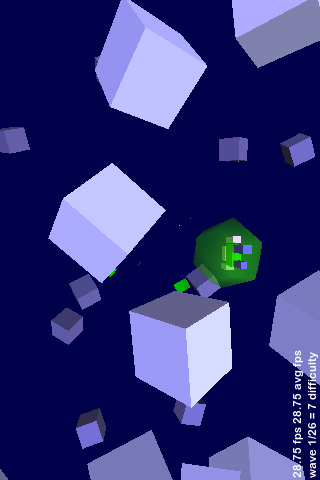 28.75 fps 28.75 avg fps
wave 1/26 = 7 difficulty